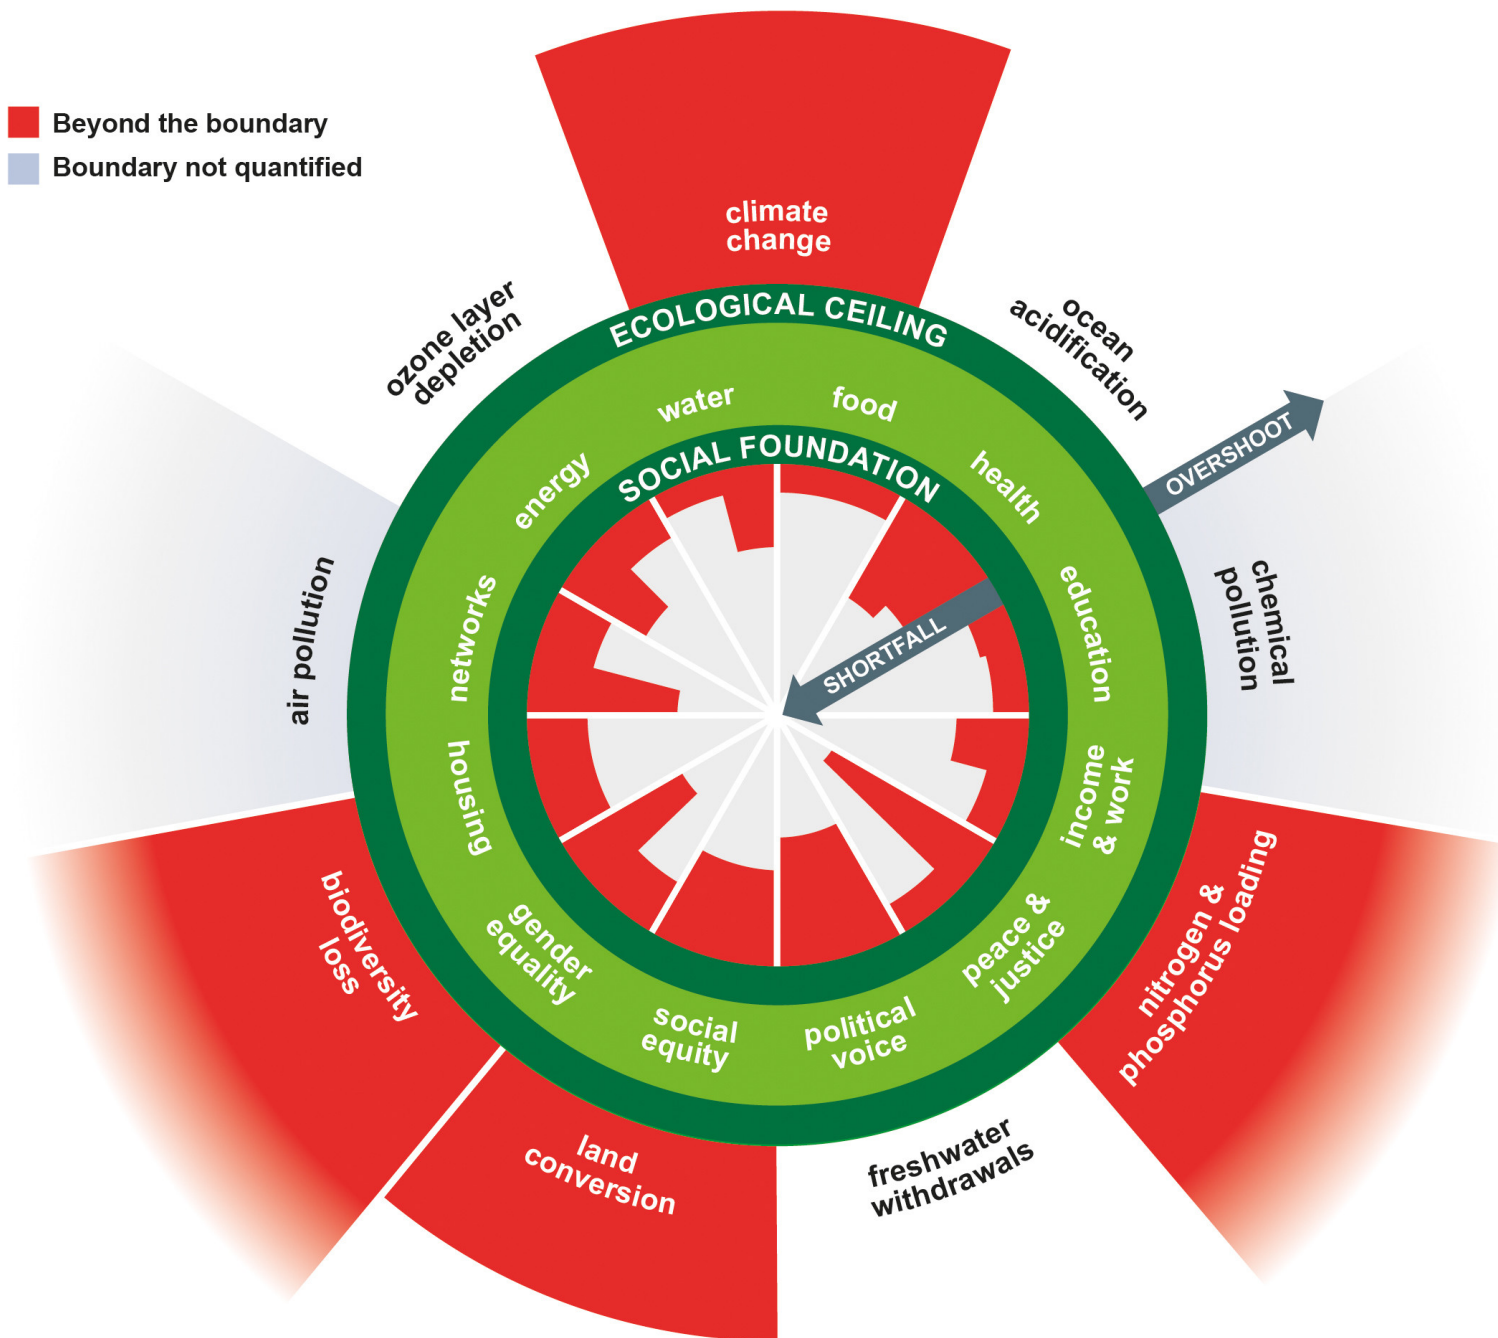 Beyond the boundary
Boundary not quantified
climate
change
ozone layer
depletion
ocean
acidification
ECOLOGICAL CEILING
OVERSHOOT
water
food
SOCIAL FOUNDATION
energy
health
air pollution
networks
education
chemical
pollution
SHORTFALL
housing
income
& work
biodiversity
loss
nitrogen &
phosphorus loading
gender
equality
peace &
justice
social
equity
political
voice
land
conversion
freshwater
withdrawals